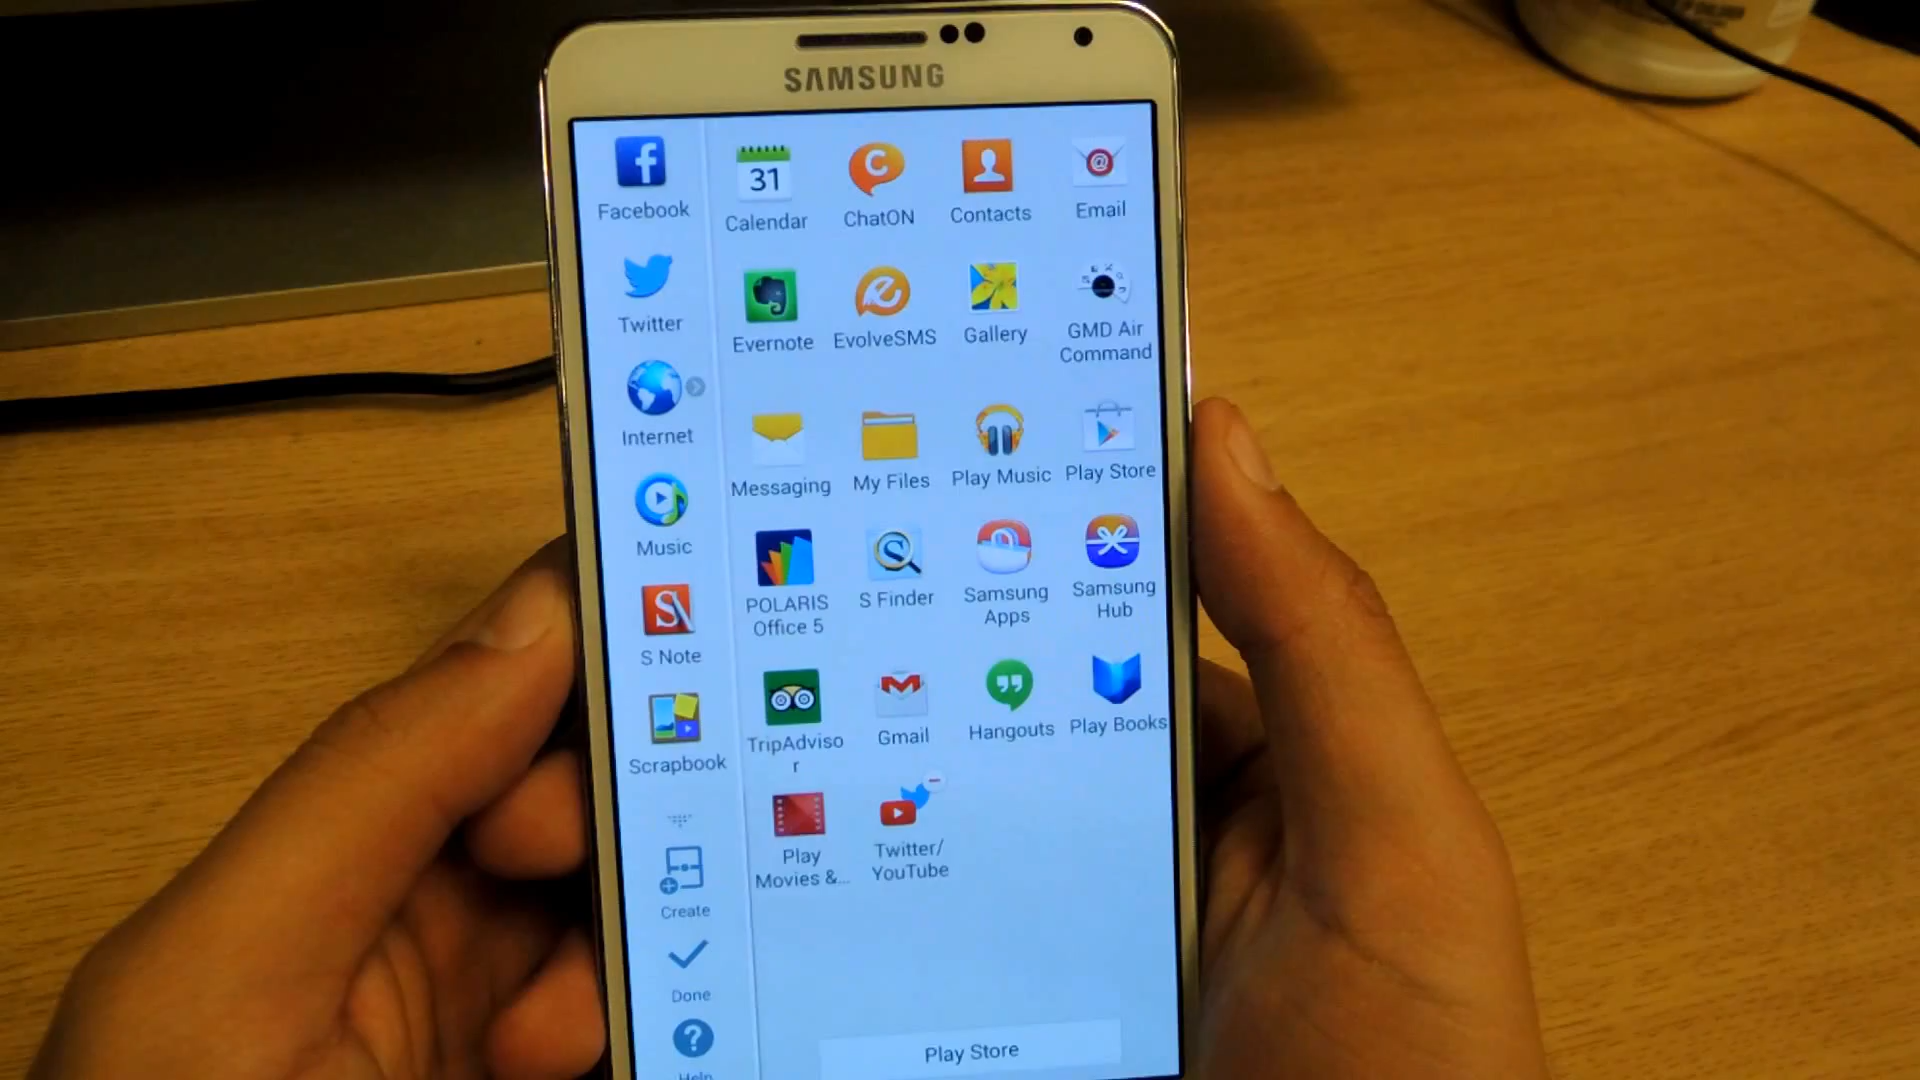 SAMSUNG
Facebook
Twitter
Internet
Music
S Note
Scrapbook
Create
Done
Help
31
Calendar
ChatON
Contacts
Email
Evernote
EvolveSMS
Gallery
GMD Air
Command
Messaging
My Files
Play Music
Play Store
POLARIS
Office 5
S Finder
Samsung
Apps
Samsung
Hub
TripAdviso
r
Gmail
Hangouts
Play Books
Play
Movies &...
Twitter/
YouTube
Play Store